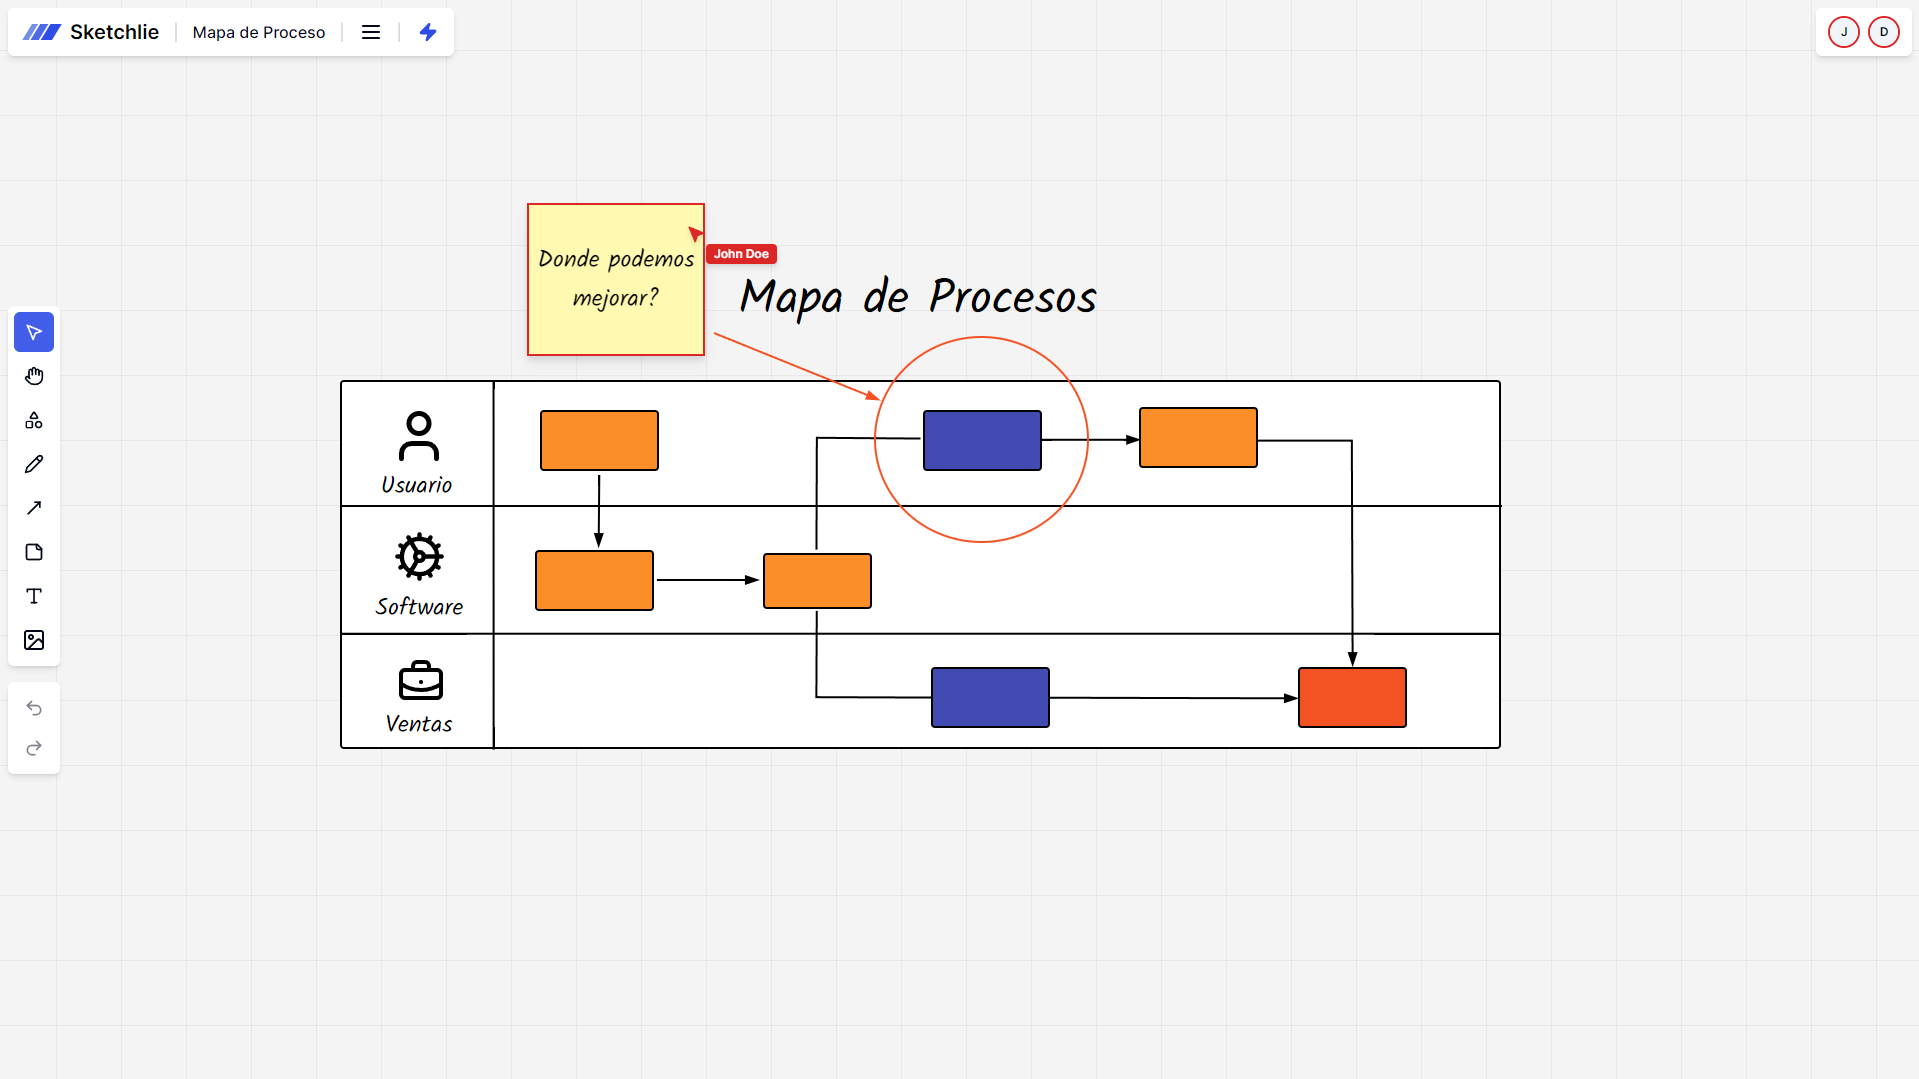 Sketchlie
Mapa de Proceso
J
D
Donde podemos
mejorar?
John Doe
Mapa de Procesos
Usuario
Software
Ventas